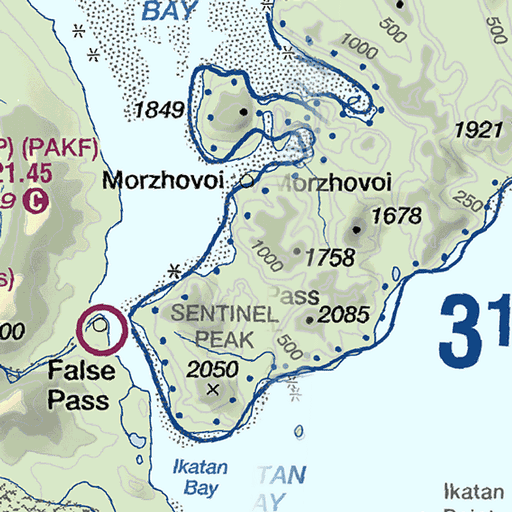 BAY
500
500
1000
1849
1921
P) (PAKF)
21.45
9 C
Morzhovoi
Morzhovoi
250
1678
1000
1758
s)
Pass
SENTINEL
PEAK
2085
31
00
500
False
Pass
2050
Ikatan
Bay
TAN
AY
Ikatan